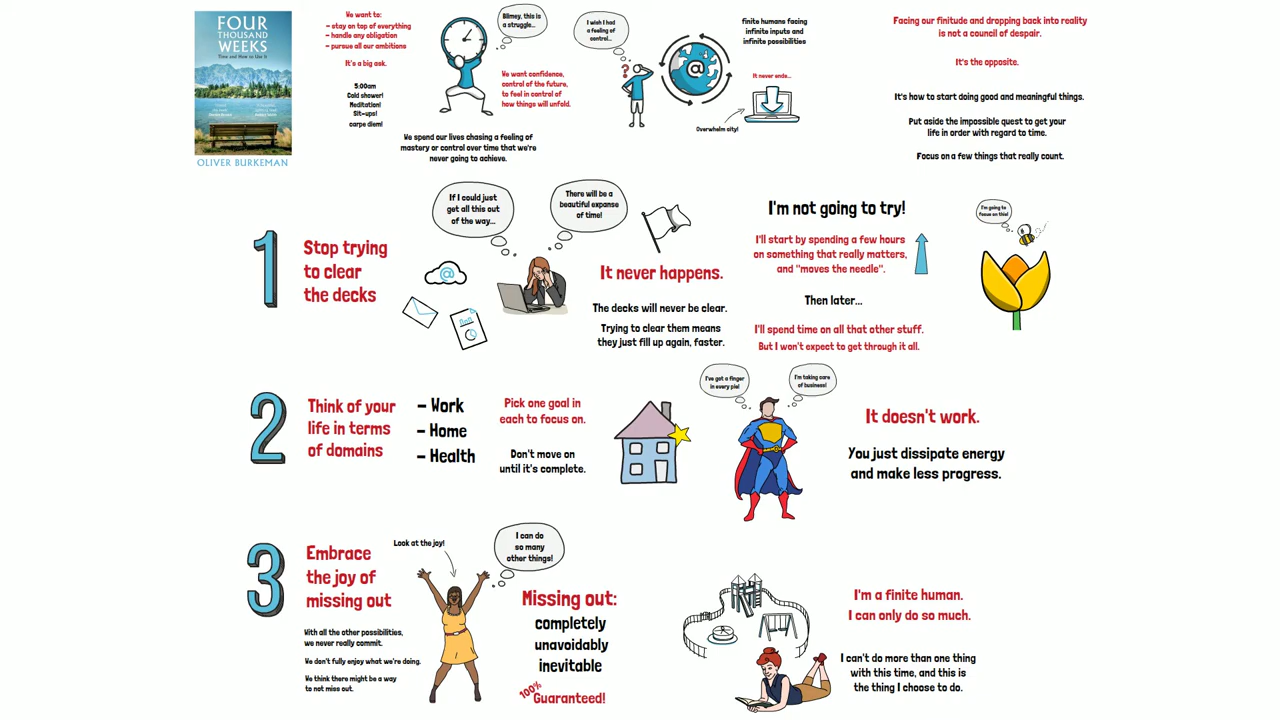 FOUR
THOUSAND
WEEKS
Time and How to Use It
OLIVER BURKEMAN
We want to:
- stay on top of everything
- handle any obligation
- pursue all our ambitions
It's a big ask.
5:00am
Cold shower!
Meditation!
Sit-ups!
carpe diem!
Blimey, this is
a struggle...
We want confidence,
control of the future,
to feel in control of
how things will unfold.
We spend our lives chasing a feeling of
mastery or control over time that we're
never going to achieve.
I wish I had
a feeling of
control...
?
@
Overwhelm city!
finite humans facing
infinite inputs and
infinite possibilities
It never ends...
Facing our finitude and dropping back into reality
is not a council of despair.
It's the opposite.
It's how to start doing good and meaningful things.
Put aside the impossible quest to get your
life in order with regard to time.
Focus on a few things that really count.
1
Stop trying
to clear
the decks
If I could just
get all this out
of the way...
There will be a
beautiful expanse
of time!
@
It never happens.
The decks will never be clear.
Trying to clear them means
they just fill up again, faster.
I'm not going to try!
I'll start by spending a few hours
on something that really matters,
and "moves the needle".
Then later...
I'll spend time on all that other stuff.
But I won't expect to get through it all.
I'm going to
focus on this!
2
Think of your
life in terms
of domains
- Work
- Home
- Health
Pick one goal in
each to focus on.
Don't move on
until it's complete.
I've got a finger
in every pie!
I'm taking care
of business!
It doesn't work.
You just dissipate energy
and make less progress.
3
Embrace
the joy of
missing out
With all the other possibilities,
we never really commit.
We don't fully enjoy what we're doing.
We think there might be a way
to not miss out.
Look at the joy!
I can do
so many
other things!
Missing out:
completely
unavoidably
inevitable
100%
Guaranteed!
I'm a finite human.
I can only do so much.
I can't do more than one thing
with this time, and this is
the thing I choose to do.